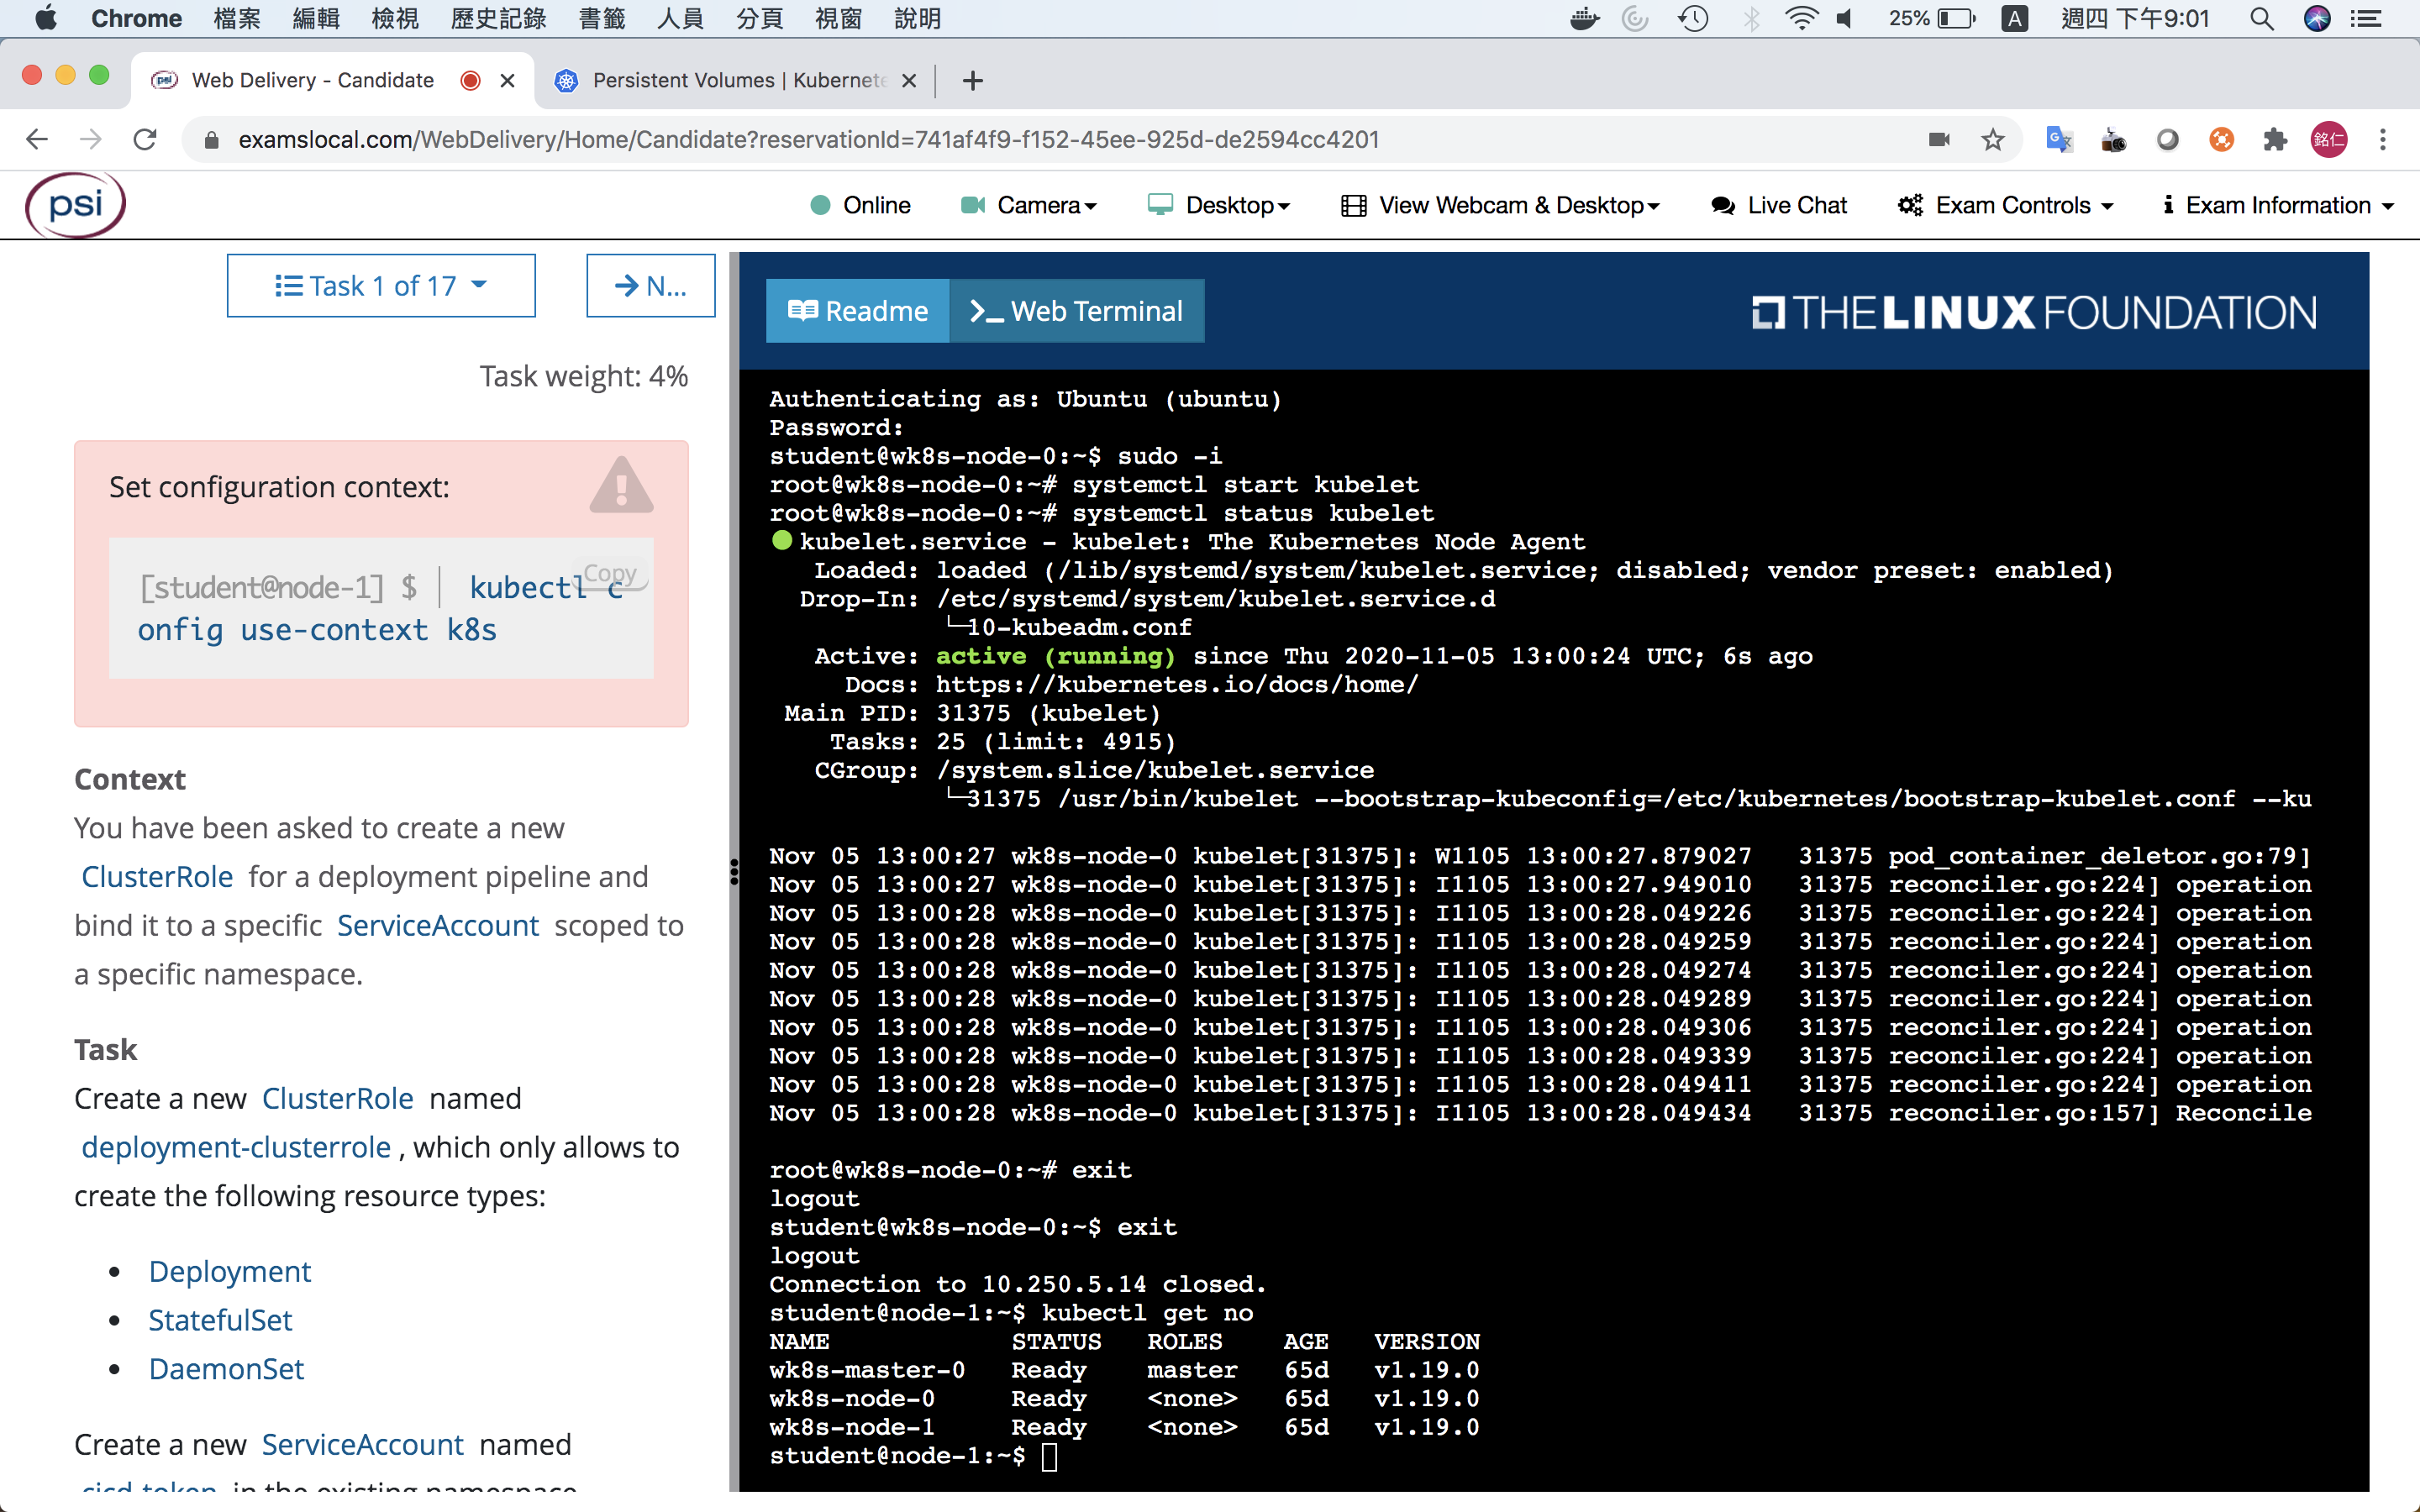 Chrome 檔案 編輯 檢視 歷史記錄 書籤 人員 分頁 視窗 說明 25% A 週四 下午9:01
Web Delivery - Candidate Persistent Volumes | Kubernete
examslocal.com/WebDelivery/Home/Candidate?reservationId=741af4f9-f152-45ee-925d-de2594cc4201 銘仁
psi Online Camera Desktop View Webcam & Desktop Live Chat Exam Controls Exam Information
Task 1 of 17 N...
Task weight: 4%
Set configuration context:
Copy
[student@node-1] $ | kubectl c
onfig use-context k8s
Context
You have been asked to create a new
ClusterRole for a deployment pipeline and
bind it to a specific ServiceAccount scoped to
a specific namespace.
Task
Create a new ClusterRole named
deployment-clusterrole , which only allows to
create the following resource types:
• Deployment
• StatefulSet
• DaemonSet
Create a new ServiceAccount named
cicd-token in the existing namespace
Readme >_ Web Terminal THE LINUX FOUNDATION
Authenticating as: Ubuntu (ubuntu)
Password:
student@wk8s-node-0:~$ sudo -i
root@wk8s-node-0:~# systemctl start kubelet
root@wk8s-node-0:~# systemctl status kubelet
● kubelet.service - kubelet: The Kubernetes Node Agent
Loaded: loaded (/lib/systemd/system/kubelet.service; disabled; vendor preset: enabled)
Drop-In: /etc/systemd/system/kubelet.service.d
└─10-kubeadm.conf
Active: active (running) since Thu 2020-11-05 13:00:24 UTC; 6s ago
Docs: https://kubernetes.io/docs/home/
Main PID: 31375 (kubelet)
Tasks: 25 (limit: 4915)
CGroup: /system.slice/kubelet.service
└─31375 /usr/bin/kubelet --bootstrap-kubeconfig=/etc/kubernetes/bootstrap-kubelet.conf --ku
Nov 05 13:00:27 wk8s-node-0 kubelet[31375]: W1105 13:00:27.879027 31375 pod_container_deletor.go:79]
Nov 05 13:00:27 wk8s-node-0 kubelet[31375]: I1105 13:00:27.949010 31375 reconciler.go:224] operation
Nov 05 13:00:28 wk8s-node-0 kubelet[31375]: I1105 13:00:28.049226 31375 reconciler.go:224] operation
Nov 05 13:00:28 wk8s-node-0 kubelet[31375]: I1105 13:00:28.049259 31375 reconciler.go:224] operation
Nov 05 13:00:28 wk8s-node-0 kubelet[31375]: I1105 13:00:28.049274 31375 reconciler.go:224] operation
Nov 05 13:00:28 wk8s-node-0 kubelet[31375]: I1105 13:00:28.049289 31375 reconciler.go:224] operation
Nov 05 13:00:28 wk8s-node-0 kubelet[31375]: I1105 13:00:28.049306 31375 reconciler.go:224] operation
Nov 05 13:00:28 wk8s-node-0 kubelet[31375]: I1105 13:00:28.049339 31375 reconciler.go:224] operation
Nov 05 13:00:28 wk8s-node-0 kubelet[31375]: I1105 13:00:28.049411 31375 reconciler.go:224] operation
Nov 05 13:00:28 wk8s-node-0 kubelet[31375]: I1105 13:00:28.049434 31375 reconciler.go:157] Reconcile
root@wk8s-node-0:~# exit
logout
student@wk8s-node-0:~$ exit
logout
Connection to 10.250.5.14 closed.
student@node-1:~$ kubectl get no
NAME STATUS ROLES AGE VERSION
wk8s-master-0 Ready master 65d v1.19.0
wk8s-node-0 Ready <none> 65d v1.19.0
wk8s-node-1 Ready <none> 65d v1.19.0
student@node-1:~$